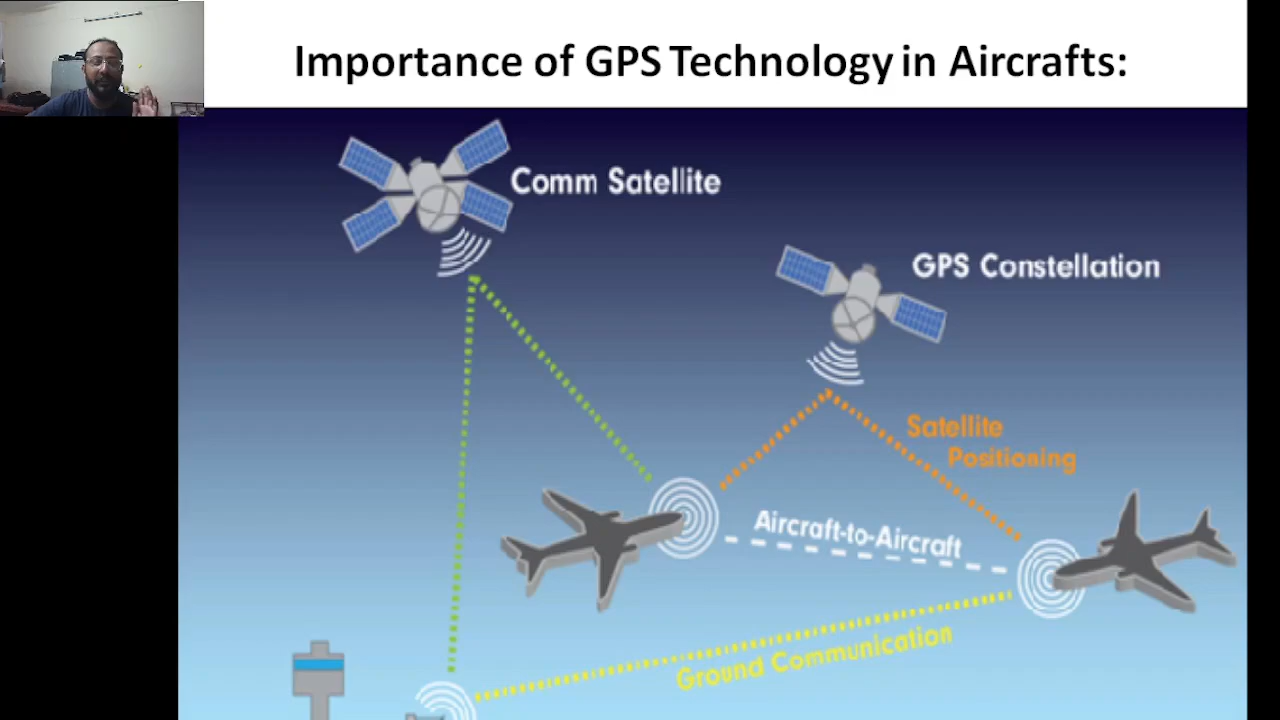 Importance of GPS Technology in Aircrafts:
Comm Satellite
GPS Constellation
Satellite
Positioning
Aircraft-to-Aircraft
Ground Communication